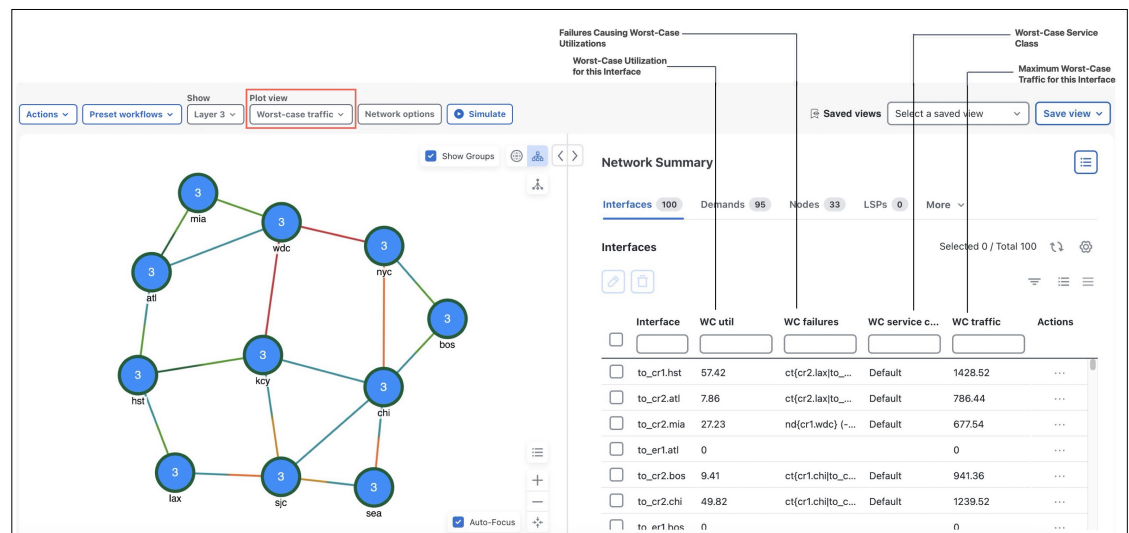 Failures Causing Worst-Case
Utilizations
Worst-Case Service
Class
Worst-Case Utilization
for this Interface
Maximum Worst-Case
Traffic for this Interface
Show
Plot view
Actions
Preset workflows
Layer 3
Worst-case traffic
Network options
Simulate
Saved views
Select a saved view
Save view
Show Groups
3
mia
3
wdc
3
nyc
3
atl
3
bos
3
kcy
3
hst
3
chi
3
lax
3
sjc
3
sea
Auto-Focus
Network Summary
Interfaces 100
Demands 95
Nodes 33
LSPs 0
More
Interfaces
Selected 0 / Total 100
Interface WC util WC failures WC service c... WC traffic Actions
to_cr1.hst 57.42 ct{cr2.lax|to_... Default 1428.52 ...
to_cr2.atl 7.86 ct{cr2.lax|to_... Default 786.44 ...
to_cr2.mia 27.23 nd{cr1.wdc} (-... Default 677.54 ...
to_er1.atl 0 0 ...
to_cr2.bos 9.41 ct{cr1.chi|to_c... Default 941.36 ...
to_cr2.chi 49.82 ct{cr1.chi|to_c... Default 1239.52 ...
to_er1.bos 0 0 ...